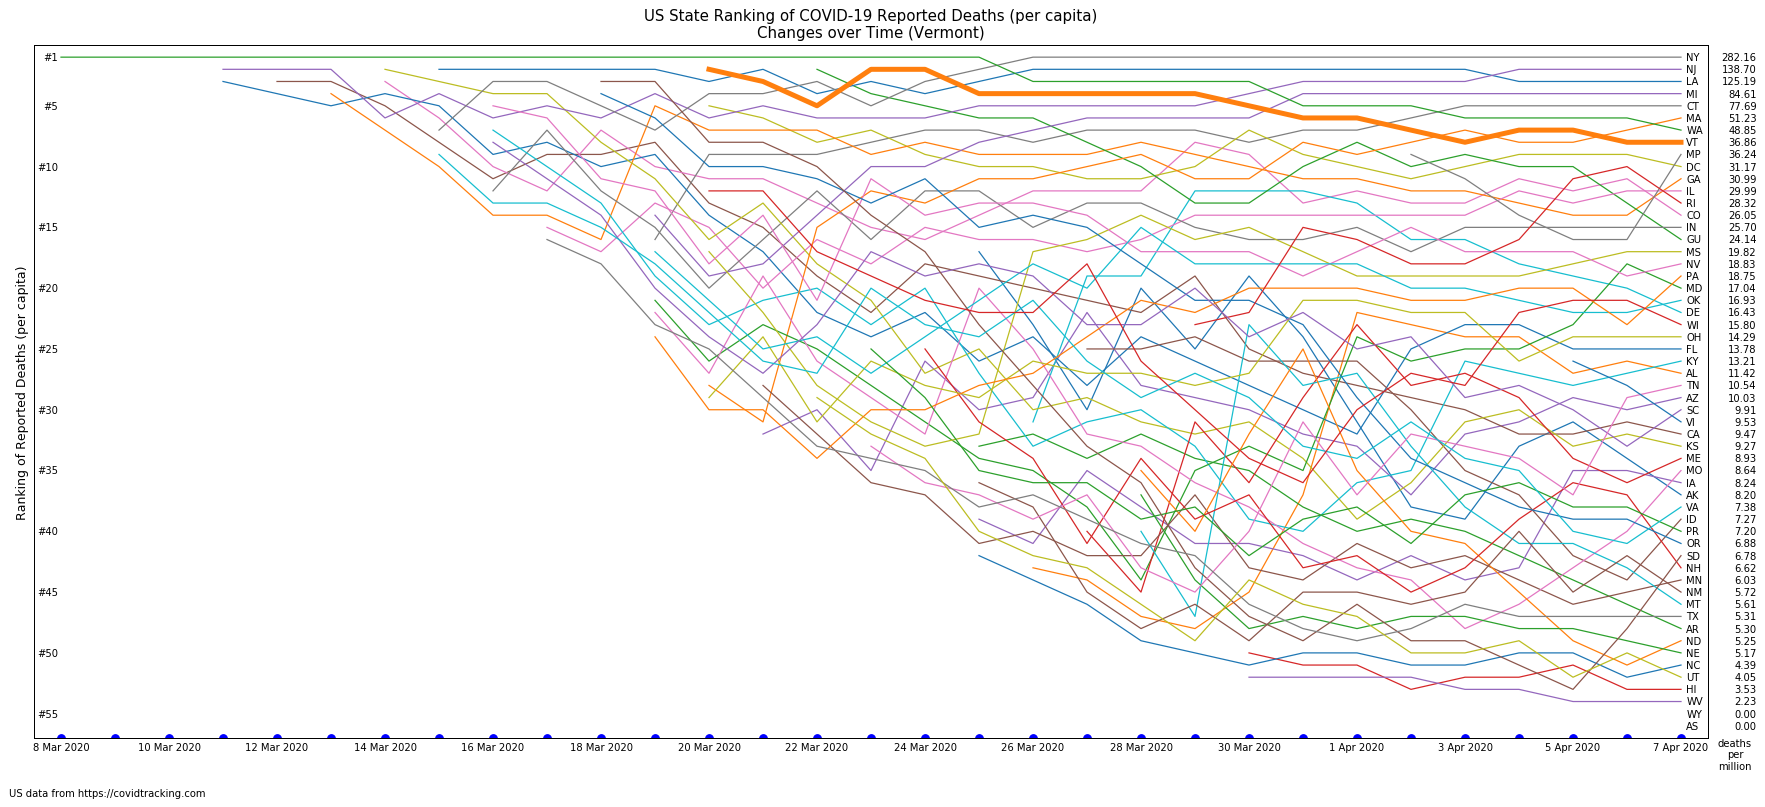 US State Ranking of COVID-19 Reported Deaths (per capita)
Changes over Time (Vermont)
Ranking of Reported Deaths (per capita)
#1
#5
#10
#15
#20
#25
#30
#35
#40
#45
#50
#55
NY 282.16
NJ 138.70
LA 125.19
MI 84.61
CT 77.69
MA 51.23
WA 48.85
VT 36.86
MP 36.24
DC 31.17
GA 30.99
IL 29.99
RI 28.32
CO 26.05
IN 25.70
GU 24.14
MS 19.82
NV 18.83
PA 18.75
MD 17.04
OK 16.93
DE 16.43
WI 15.80
OH 14.29
FL 13.78
KY 13.21
AL 11.42
TN 10.54
AZ 10.03
SC 9.91
VI 9.53
CA 9.47
KS 9.27
ME 8.93
MO 8.64
IA 8.24
AK 8.20
VA 7.38
ID 7.27
PR 7.20
OR 6.88
SD 6.78
NH 6.62
MN 6.03
NM 5.72
MT 5.61
TX 5.31
AR 5.30
ND 5.25
NE 5.17
NC 4.39
UT 4.05
HI 3.53
WV 2.23
WY 0.00
AS 0.00
8 Mar 2020 10 Mar 2020 12 Mar 2020 14 Mar 2020 16 Mar 2020 18 Mar 2020 20 Mar 2020 22 Mar 2020 24 Mar 2020 26 Mar 2020 28 Mar 2020 30 Mar 2020 1 Apr 2020 3 Apr 2020 5 Apr 2020 7 Apr 2020
deaths
per
million
US data from https://covidtracking.com